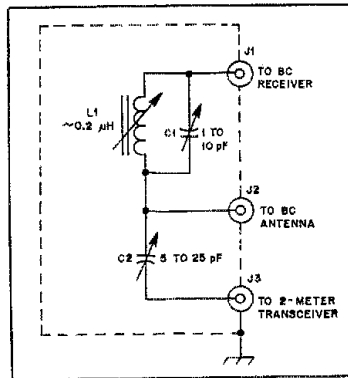 J1
TO BC
RECEIVER
L1
~0.2 µH
C1
1 TO
10 pF
J2
TO BC
ANTENNA
C2
5 TO 25 pF
J3
TO 2-METER
TRANSCEIVER